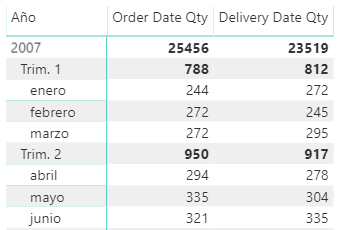 Año Order Date Qty Delivery Date Qty
2007 25456 23519
Trim. 1 788 812
enero 244 272
febrero 272 245
marzo 272 295
Trim. 2 950 917
abril 294 278
mayo 335 304
junio 321 335